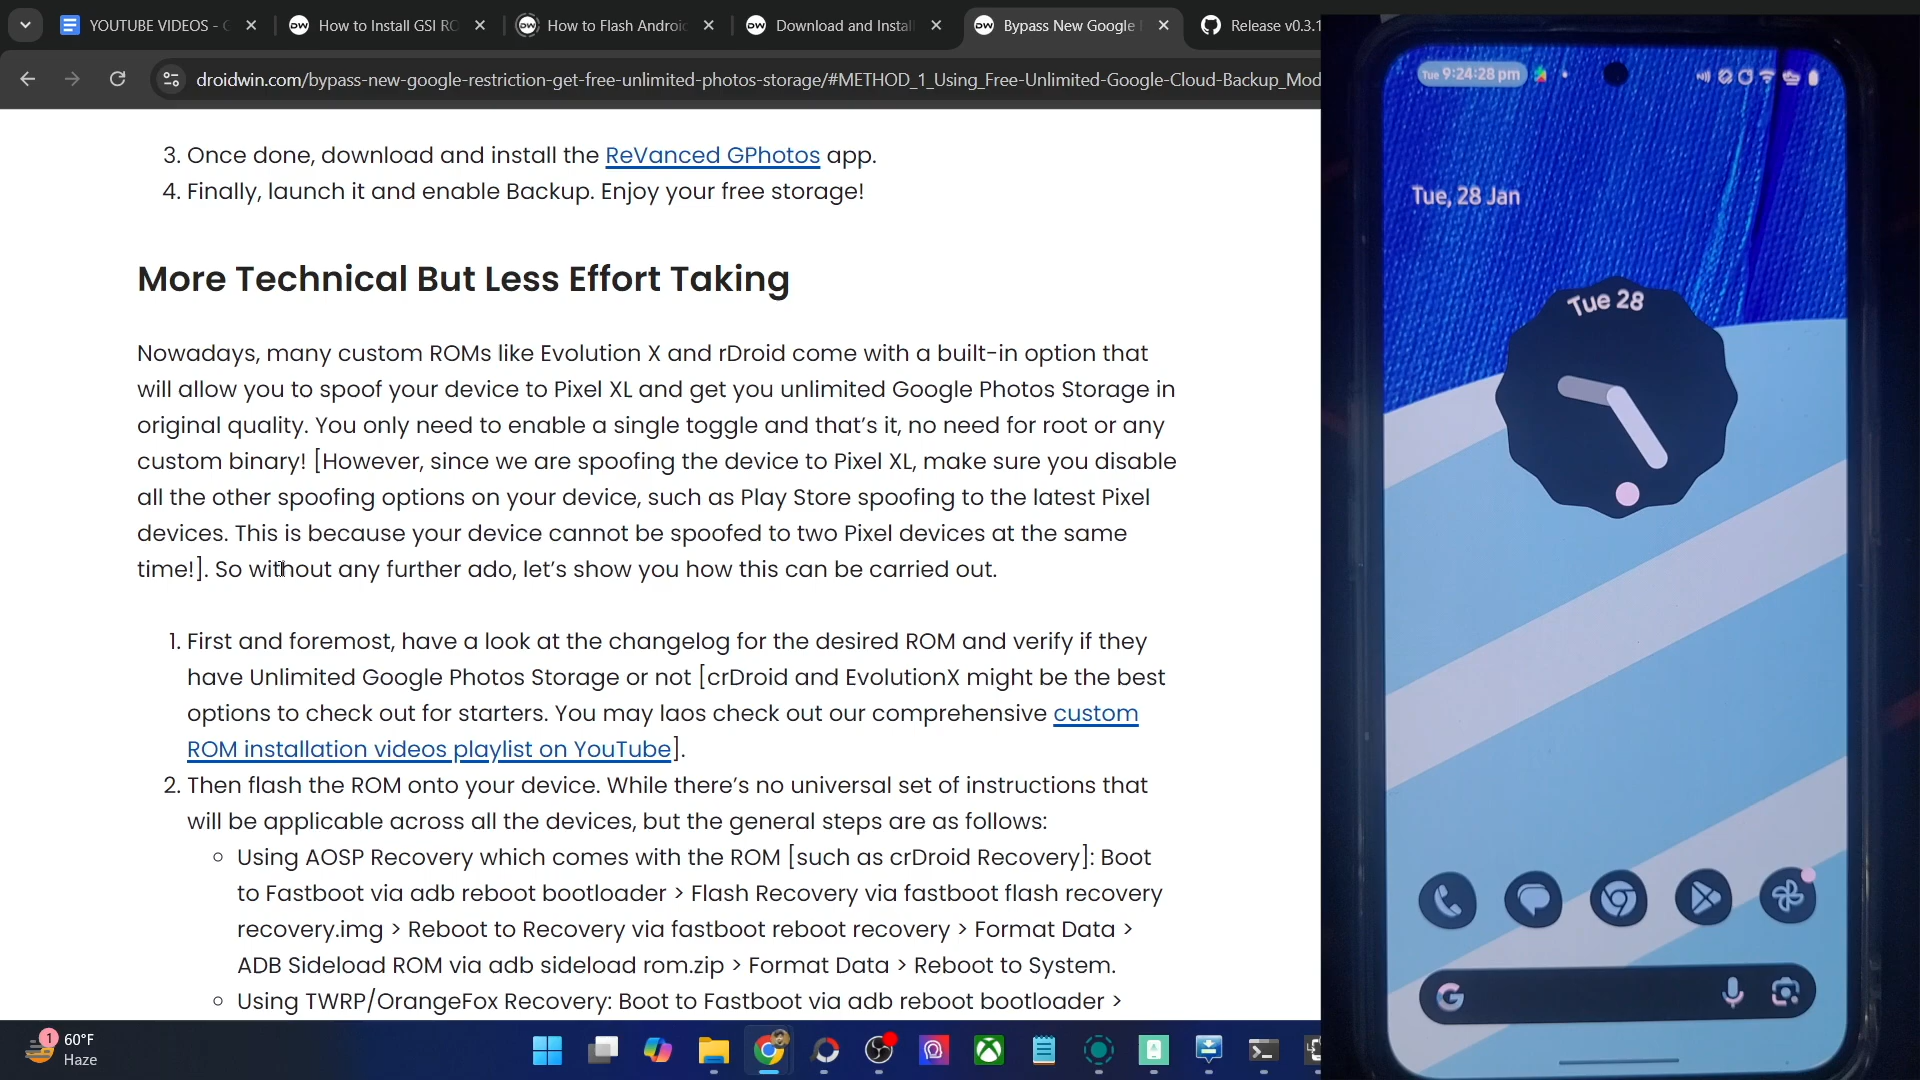 YOUTUBE VIDEOS -
How to Install GSI RO
How to Flash Android
Download and Instal
Bypass New Google
Release v0.3.1
droidwin.com/bypass-new-google-restriction-get-free-unlimited-photos-storage/#METHOD_1_Using_Free-Unlimited-Google-Cloud-Backup_Mod
3. Once done, download and install the ReVanced GPhotos app.
4. Finally, launch it and enable Backup. Enjoy your free storage!
More Technical But Less Effort Taking
Nowadays, many custom ROMs like Evolution X and rDroid come with a built-in option that
will allow you to spoof your device to Pixel XL and get you unlimited Google Photos Storage in
original quality. You only need to enable a single toggle and that's it, no need for root or any
custom binary! [However, since we are spoofing the device to Pixel XL, make sure you disable
all the other spoofing options on your device, such as Play Store spoofing to the latest Pixel
devices. This is because your device cannot be spoofed to two Pixel devices at the same
time!]. So without any further ado, let's show you how this can be carried out.
1. First and foremost, have a look at the changelog for the desired ROM and verify if they
have Unlimited Google Photos Storage or not [crDroid and EvolutionX might be the best
options to check out for starters. You may laos check out our comprehensive custom
ROM installation videos playlist on YouTube].
2. Then flash the ROM onto your device. While there's no universal set of instructions that
will be applicable across all the devices, but the general steps are as follows:
Using AOSP Recovery which comes with the ROM [such as crDroid Recovery]: Boot
to Fastboot via adb reboot bootloader > Flash Recovery via fastboot flash recovery
recovery.img > Reboot to Recovery via fastboot reboot recovery > Format Data >
ADB Sideload ROM via adb sideload rom.zip > Format Data > Reboot to System.
Using TWRP/OrangeFox Recovery: Boot to Fastboot via adb reboot bootloader >
1
60°F
Haze
Tue 9:24:28 pm
Tue, 28 Jan
Tue 28